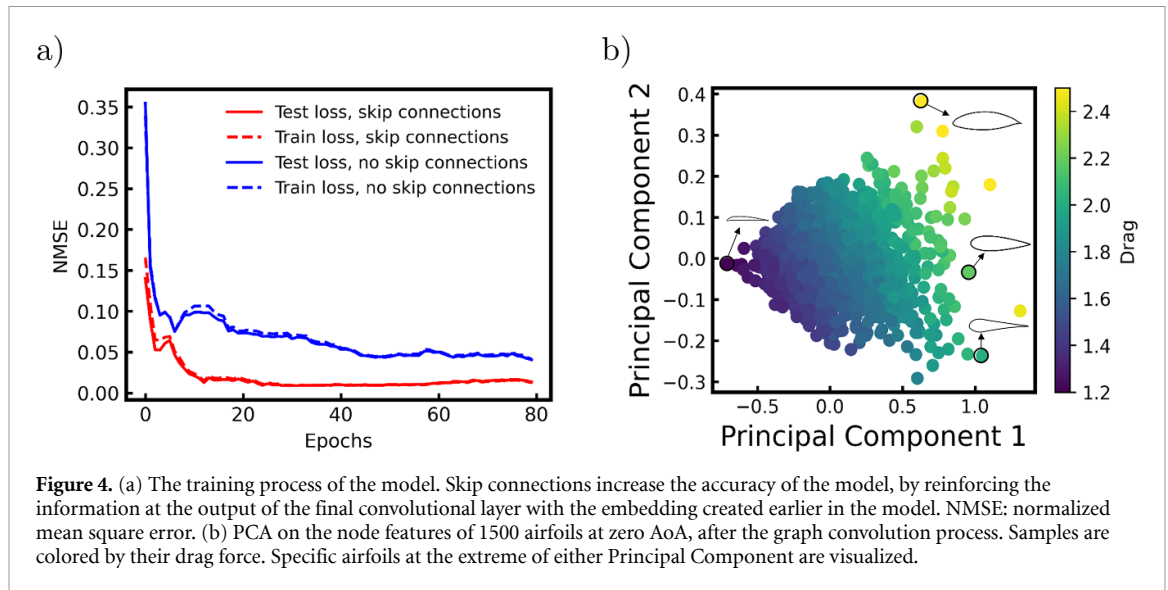 a)
NMSE
0.35
0.30
0.25
0.20
0.15
0.10
0.05
0.00
Test loss, skip connections
Train loss, skip connections
Test loss, no skip connections
Train loss, no skip connections
0 20 40 60 80
Epochs
b)
Principal Component 2
0.4
0.3
0.2
0.1
0.0
−0.1
−0.2
−0.3
−0.5 0.0 0.5 1.0
Principal Component 1
2.4
2.2
2.0
1.8
1.6
1.4
1.2
Drag
Figure 4. (a) The training process of the model. Skip connections increase the accuracy of the model, by reinforcing the
information at the output of the final convolutional layer with the embedding created earlier in the model. NMSE: normalized
mean square error. (b) PCA on the node features of 1500 airfoils at zero AoA, after the graph convolution process. Samples are
colored by their drag force. Specific airfoils at the extreme of either Principal Component are visualized.